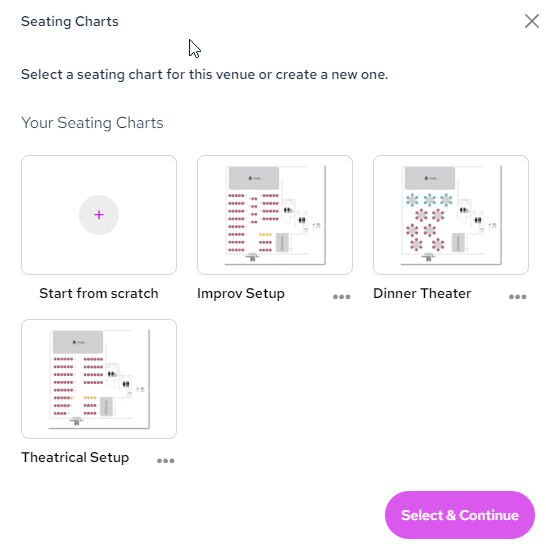 Seating Charts
Select a seating chart for this venue or create a new one.
Your Seating Charts
Start from scratch
Improv Setup
Dinner Theater
Theatrical Setup
Select & Continue